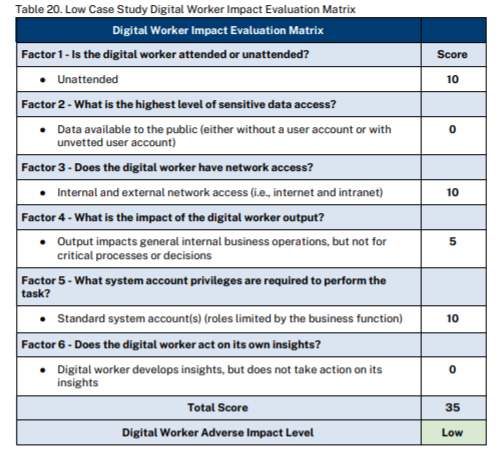 Table 20. Low Case Study Digital Worker Impact Evaluation Matrix
Digital Worker Impact Evaluation Matrix
Factor 1 - Is the digital worker attended or unattended? Score
● Unattended 10
Factor 2 - What is the highest level of sensitive data access?
● Data available to the public (either without a user account or with 0
unvetted user account)
Factor 3 - Does the digital worker have network access?
● Internal and external network access (i.e., internet and intranet) 10
Factor 4 - What is the impact of the digital worker output?
● Output impacts general internal business operations, but not for 5
critical processes or decisions
Factor 5 - What system account privileges are required to perform the
task?
● Standard system account(s) (roles limited by the business function) 10
Factor 6 - Does the digital worker act on its own insights?
● Digital worker develops insights, but does not take action on its 0
insights
Total Score 35
Digital Worker Adverse Impact Level Low